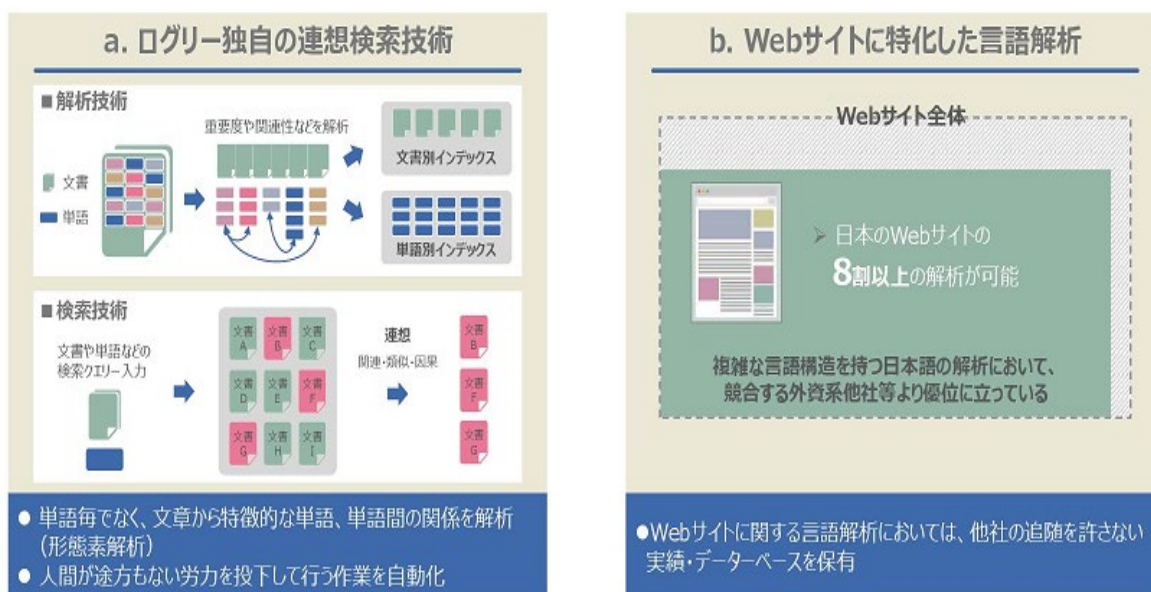 a. ログリー独自の連想検索技術
■解析技術
重要度や関連性などを解析
文書
単語
文書別インデックス
単語別インデックス
■検索技術
文書や単語などの
検索クエリー入力
文書
A
文書
B
文書
C
文書
D
文書
E
文書
F
文書
G
文書
H
文書
I
連想
関連・類似・因果
文書
B
文書
F
文書
G
● 単語毎でなく、文章から特徴的な単語、単語間の関係を解析
(形態素解析)
● 人間が途方もない労力を投下して行う作業を自動化
b. Webサイトに特化した言語解析
Webサイト全体
➢ 日本のWebサイトの
8割以上の解析が可能
複雑な言語構造を持つ日本語の解析において、
競合する外資系他社等より優位に立っている
●Webサイトに関する言語解析においては、他社の追随を許さない
実績・データーベースを保有